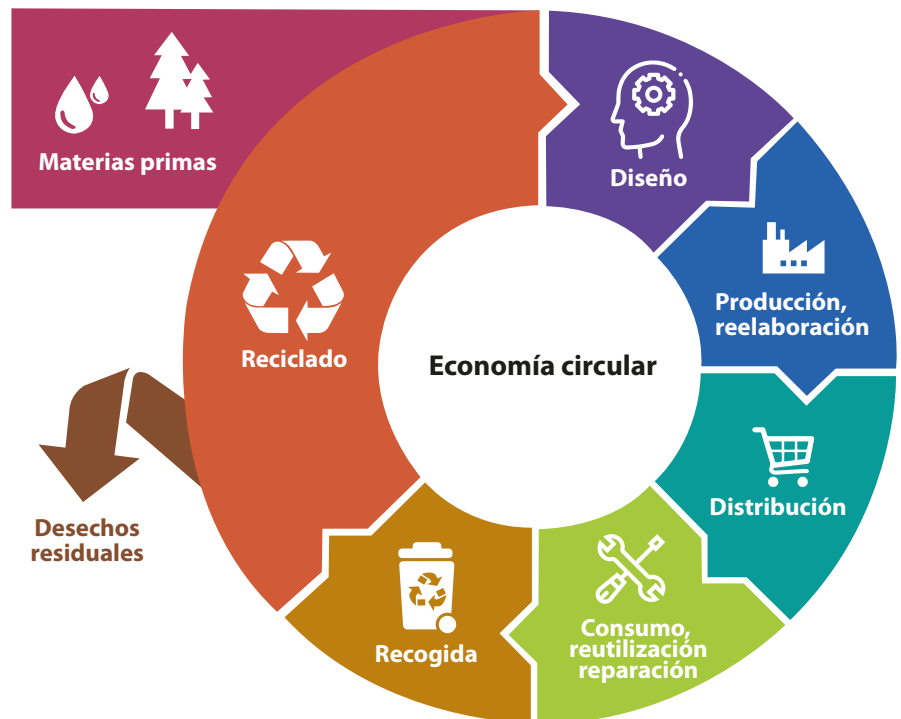 Materias primas
Diseño
Producción,
reelaboración
Distribución
Consumo,
reutilización
reparación
Recogida
Reciclado
Desechos
residuales
Economía circular